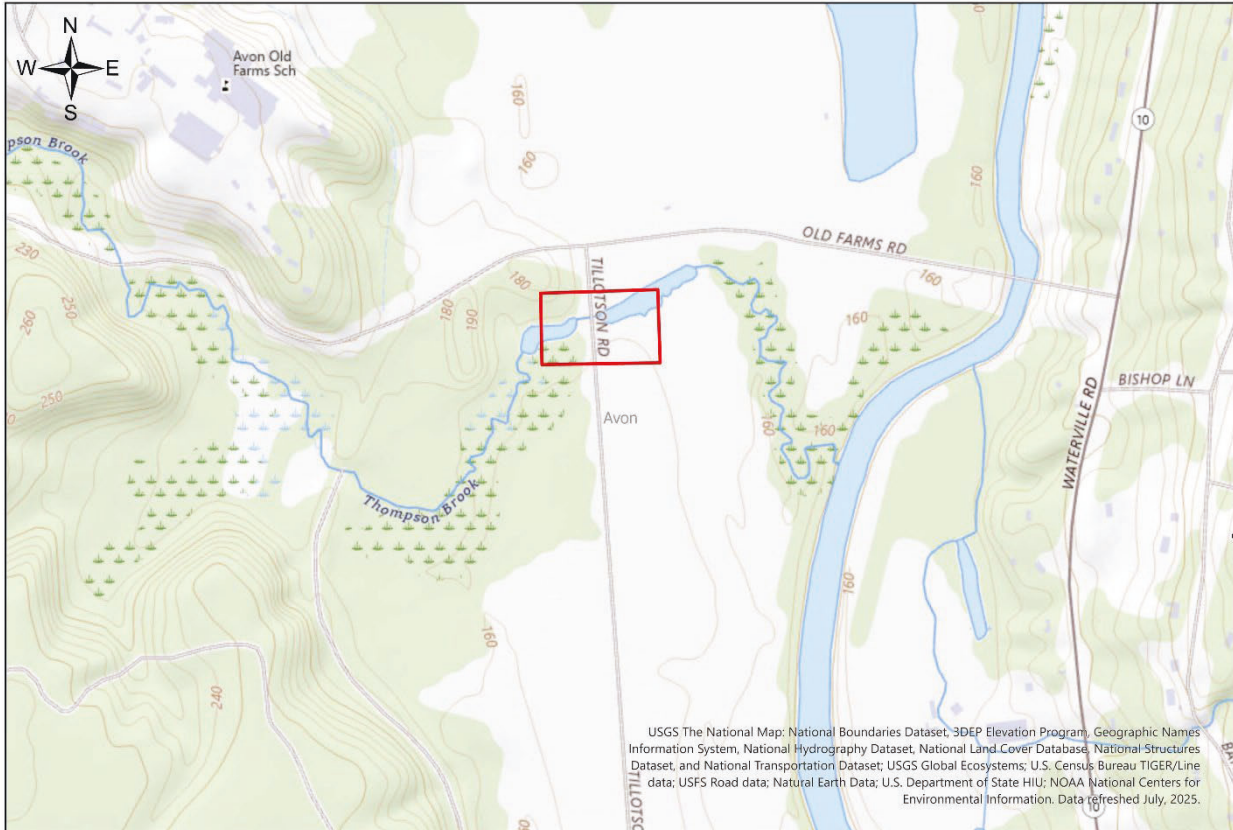 N
W E
S
Avon Old
Farms Sch
pson Brook
160
160
160
10
OLD FARMS RD
TILLOTSON RD
230
250
260
250
180
180
190
160
160
160
160
BISHOP LN
WATERVILLE RD
Avon
Thompson Brook
160
160
240
TILLOTSO
10
BA
USGS The National Map: National Boundaries Dataset, 3DEP Elevation Program, Geographic Names
Information System, National Hydrography Dataset, National Land Cover Database, National Structures
Dataset, and National Transportation Dataset; USGS Global Ecosystems; U.S. Census Bureau TIGER/Line
data; USFS Road data; Natural Earth Data; U.S. Department of State HIU; NOAA National Centers for
Environmental Information. Data refreshed July, 2025.